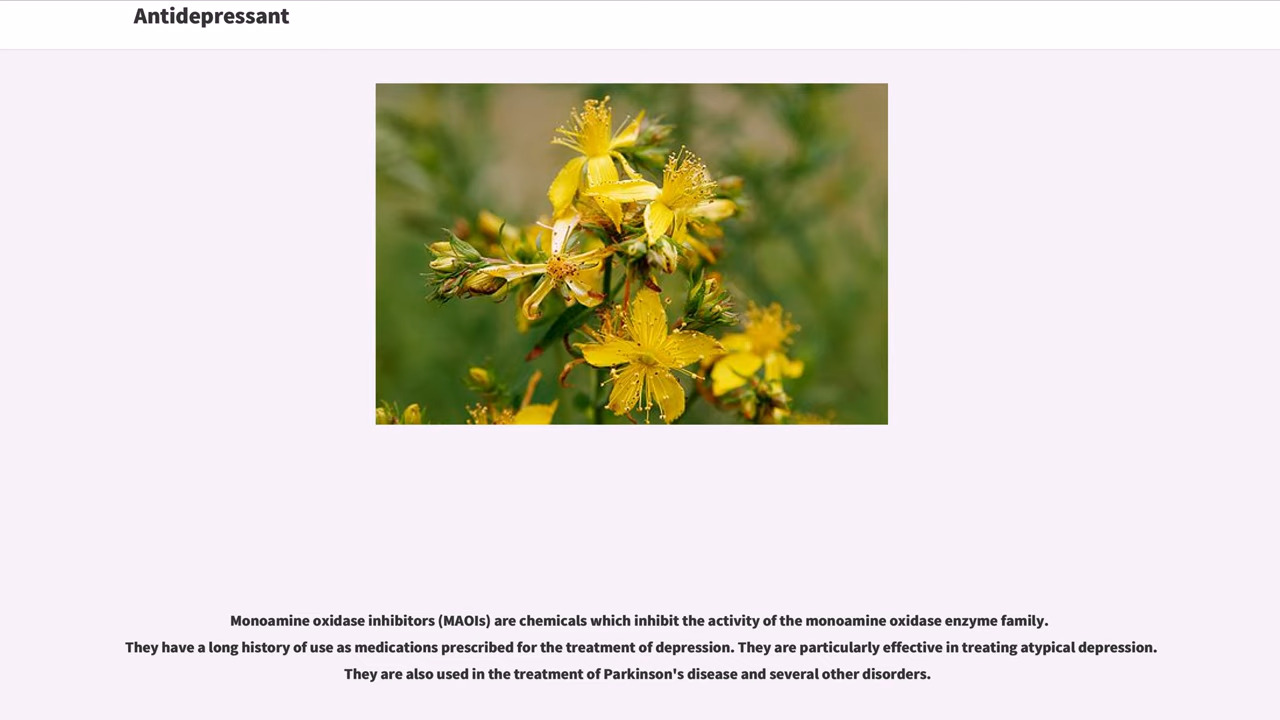 Antidepressant
Monoamine oxidase inhibitors (MAOIs) are chemicals which inhibit the activity of the monoamine oxidase enzyme family.
They have a long history of use as medications prescribed for the treatment of depression. They are particularly effective in treating atypical depression.
They are also used in the treatment of Parkinson's disease and several other disorders.